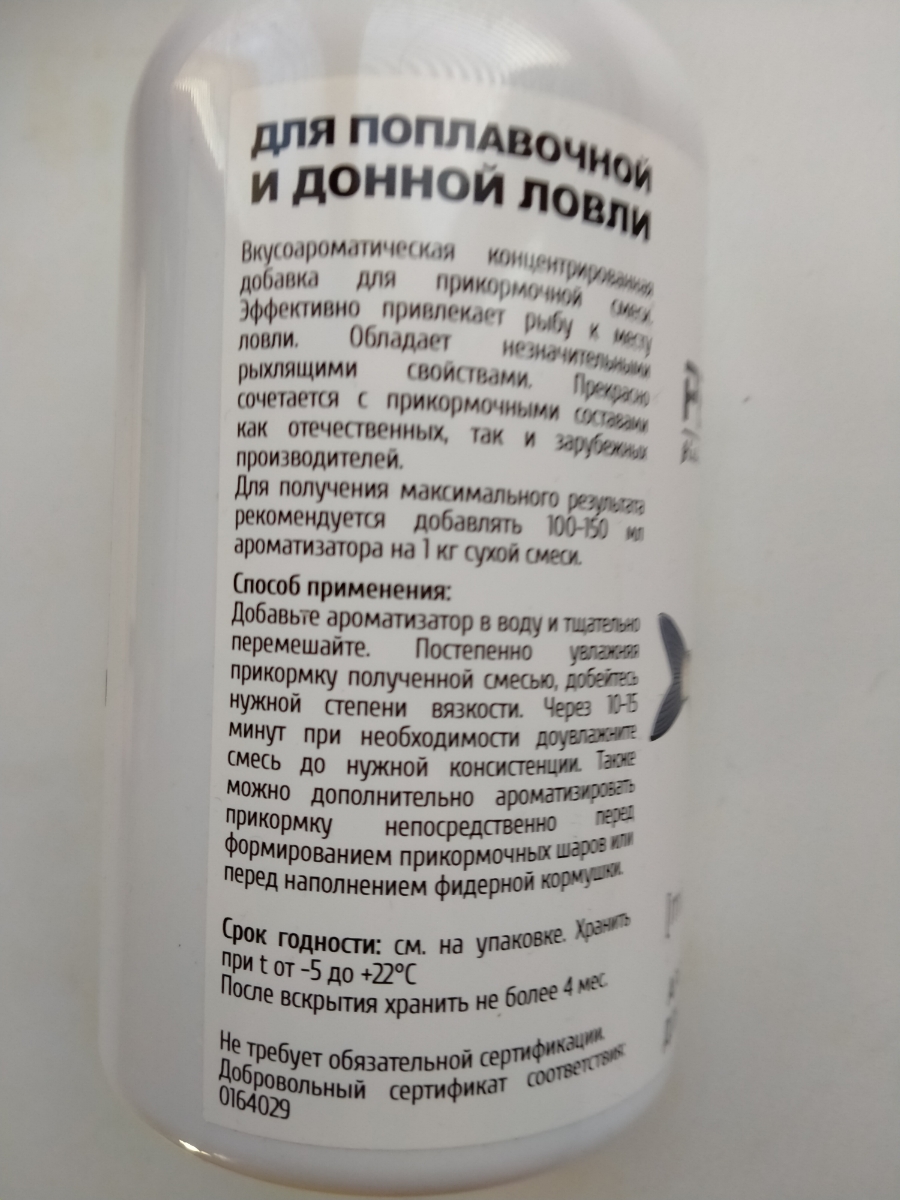 ДЛЯ ПОПЛАВОЧНОЙ
И ДОННОЙ ЛОВЛИ
Вкусоароматическая концентрированная
добавка для прикормочной смеси.
Эффективно привлекает рыбу к месту
ловли. Обладает незначительными
рыхлящими свойствами. Прекрасно
сочетается с прикормочными составами
как отечественных, так и зарубежных
производителей.
Для получения максимального результата
рекомендуется добавлять 100-150 мл
ароматизатора на 1 кг сухой смеси.
Способ применения:
Добавьте ароматизатор в воду и тщательно
перемешайте. Постепенно увлажняя
прикормку полученной смесью, добейтесь
нужной степени вязкости. Через 10-15
минут при необходимости доувлажните
смесь до нужной консистенции. Также
можно дополнительно ароматизировать
прикормку непосредственно перед
формированием прикормочных шаров или
перед наполнением фидерной кормушки.
Срок годности: см. на упаковке. Хранить
при t от -5 до +22°C
После вскрытия хранить не более 4 мес.
Не требует обязательной сертификации.
Добровольный сертификат соответствия:
0164029